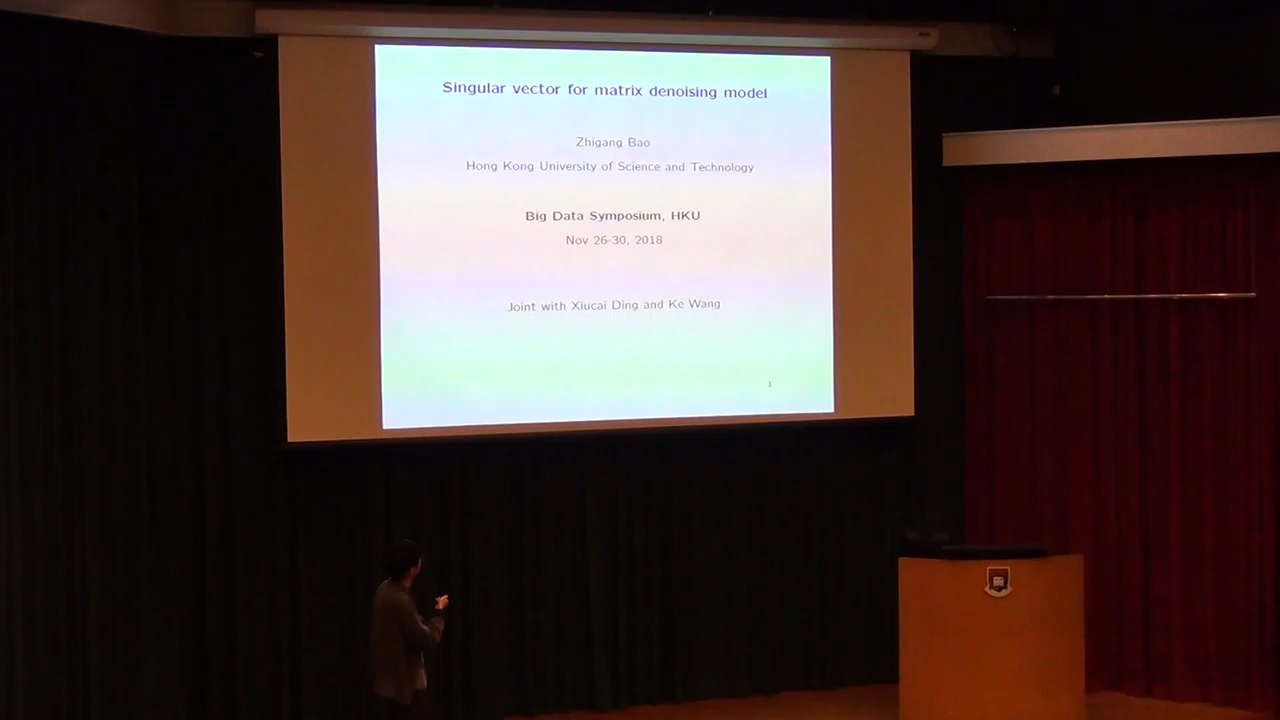 Singular vector for matrix denoising model
Zhigang Bao
Hong Kong University of Science and Technology
Big Data Symposium, HKU
Nov 26-30, 2018
Joint with Xiucai Ding and Ke Wang
1